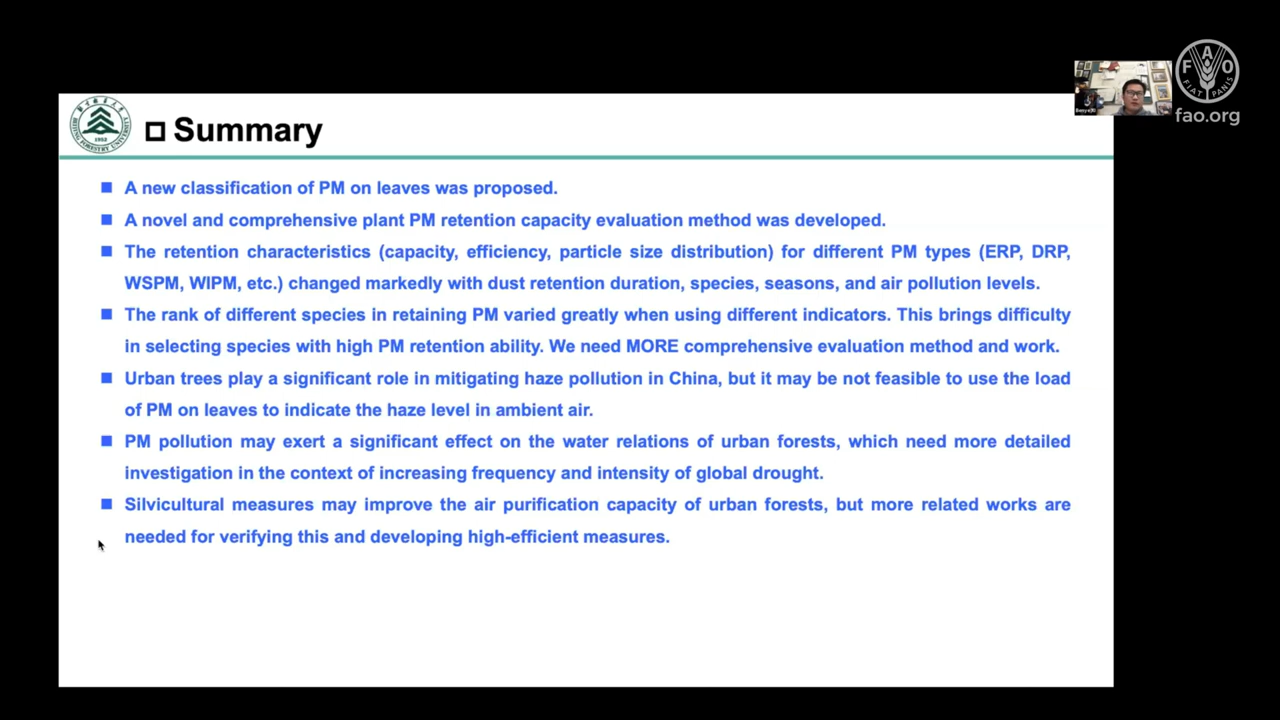 FAO
FIAT PANIS
fao.org
BEIJING FORESTRY UNIVERSITY
1952
Summary
A new classification of PM on leaves was proposed.
A novel and comprehensive plant PM retention capacity evaluation method was developed.
The retention characteristics (capacity, efficiency, particle size distribution) for different PM types (ERP, DRP,
WSPM, WIPM, etc.) changed markedly with dust retention duration, species, seasons, and air pollution levels.
The rank of different species in retaining PM varied greatly when using different indicators. This brings difficulty
in selecting species with high PM retention ability. We need MORE comprehensive evaluation method and work.
Urban trees play a significant role in mitigating haze pollution in China, but it may be not feasible to use the load
of PM on leaves to indicate the haze level in ambient air.
PM pollution may exert a significant effect on the water relations of urban forests, which need more detailed
investigation in the context of increasing frequency and intensity of global drought.
Silvicultural measures may improve the air purification capacity of urban forests, but more related works are
needed for verifying this and developing high-efficient measures.